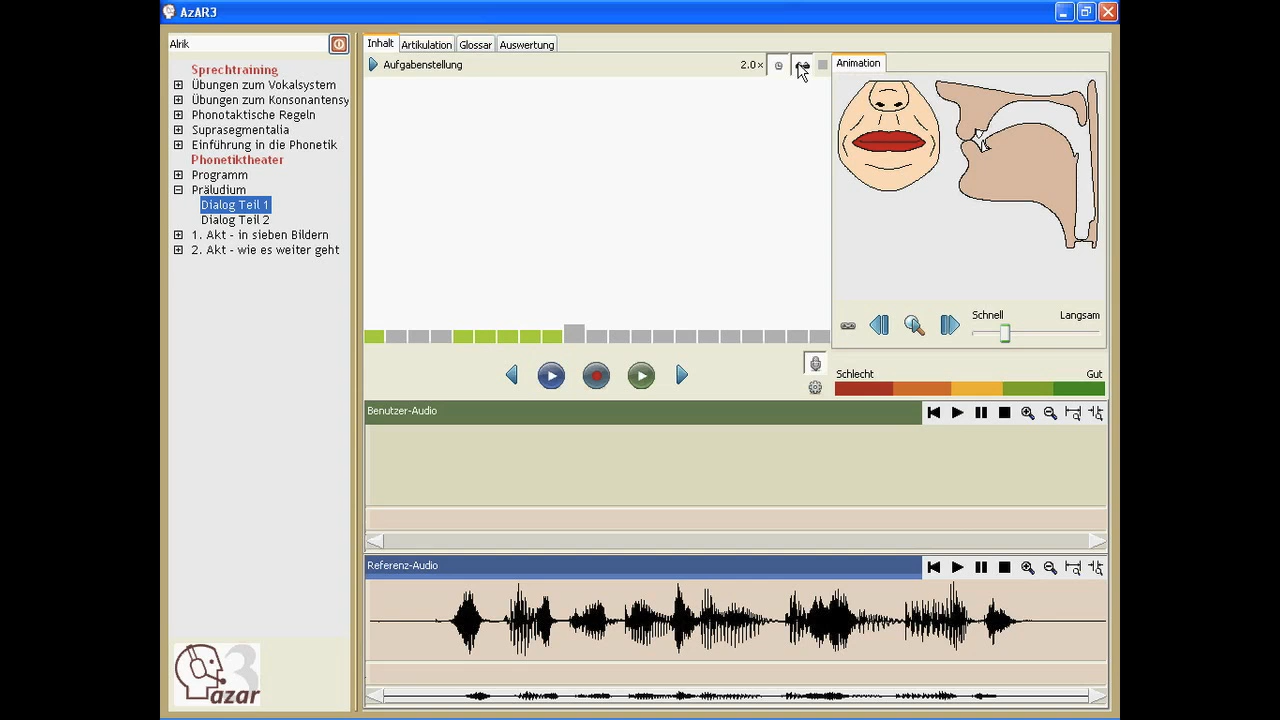 AzAR3
Alrik
Sprechtraining
Übungen zum Vokalsystem
Übungen zum Konsonantensy
Phonotaktische Regeln
Suprasegmentalia
Einführung in die Phonetik
Phonetiktheater
Programm
Präludium
Dialog Teil 1
Dialog Teil 2
1. Akt - in sieben Bildern
2. Akt - wie es weiter geht
Inhalt Artikulation Glossar Auswertung
Aufgabenstellung 2.0x
Animation
Schnell Langsam
Schlecht Gut
Benutzer-Audio
Referenz-Audio
3
azar